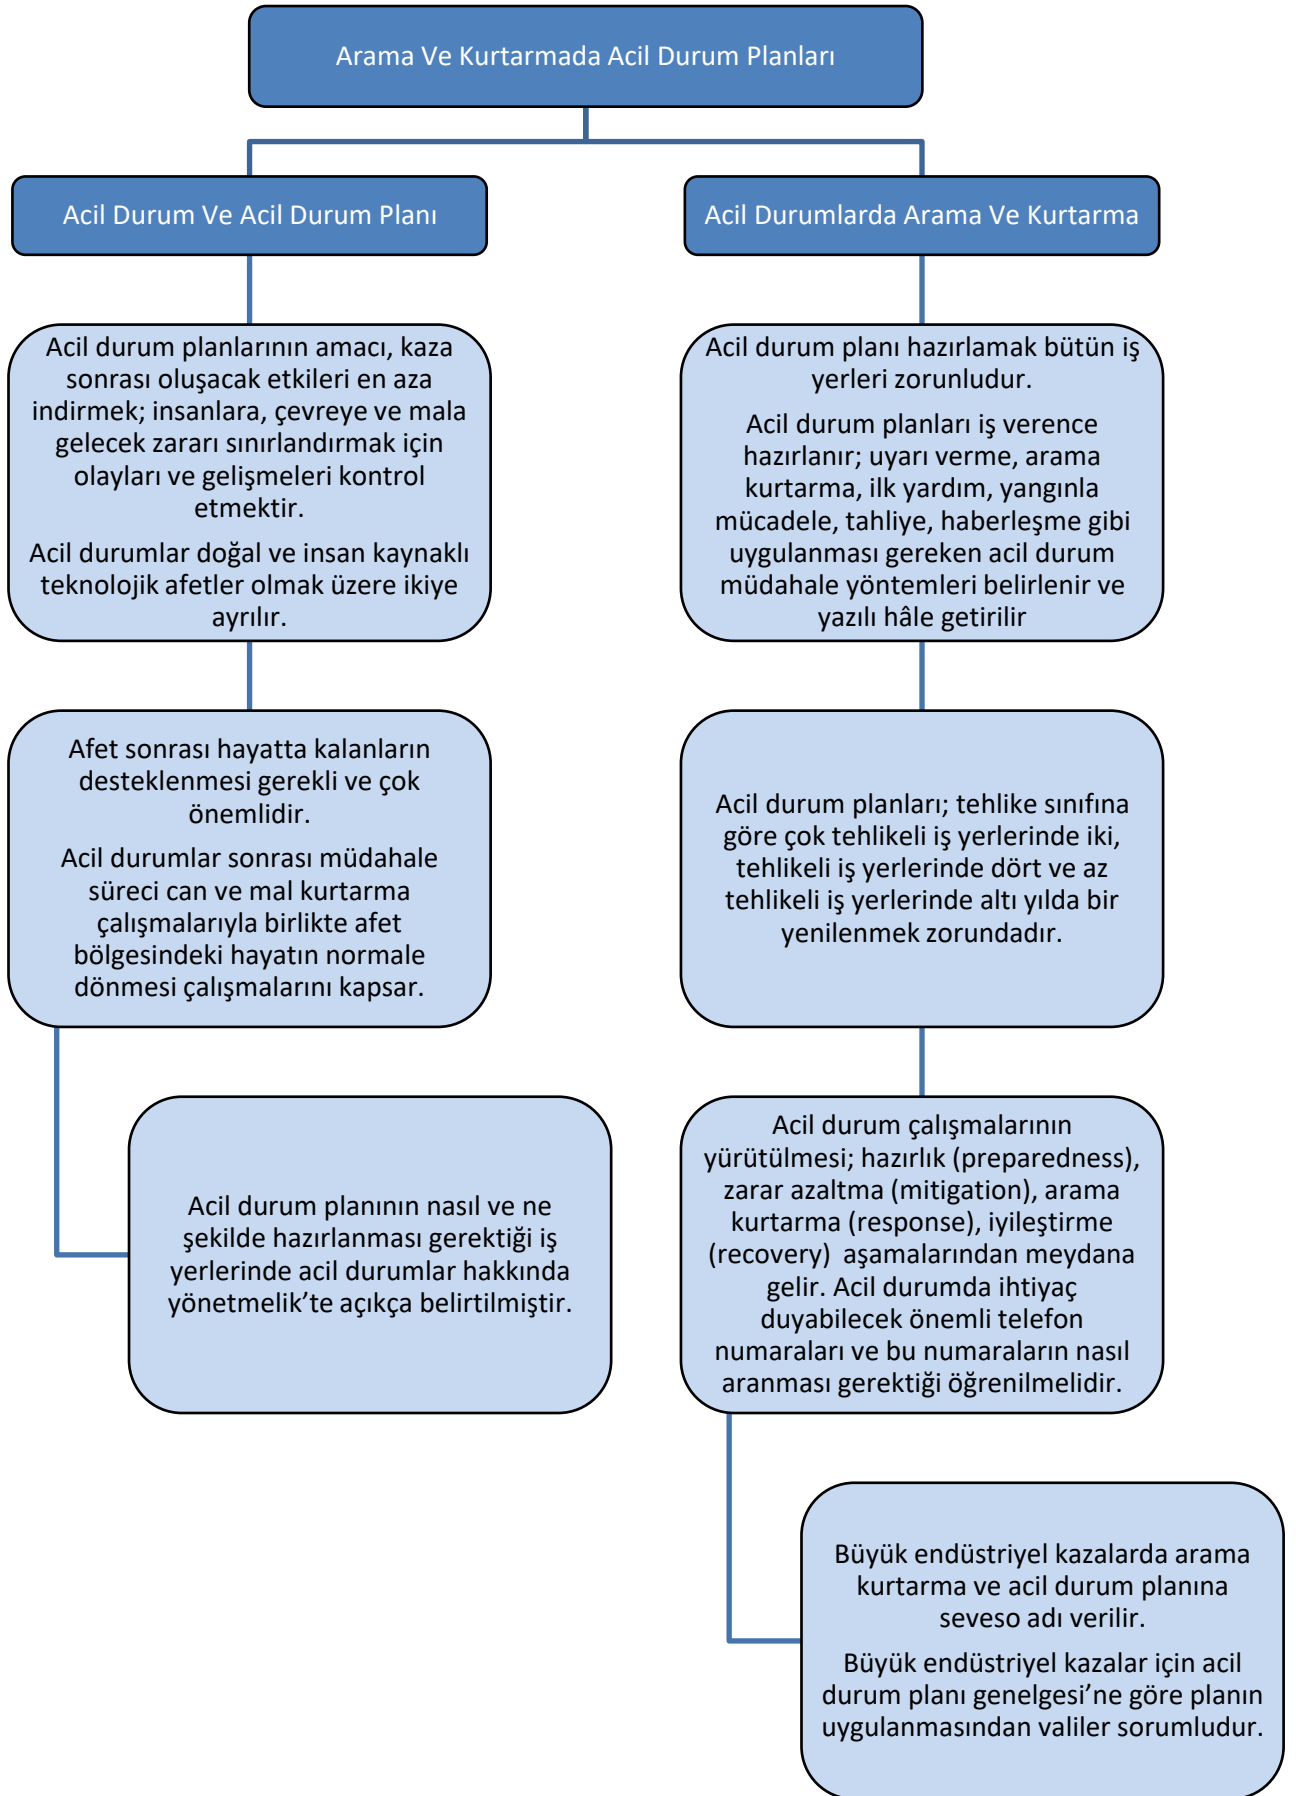 Arama Ve Kurtarmada Acil Durum Planları
Acil Durum Ve Acil Durum Planı
Acil durum planlarının amacı, kaza
sonrası oluşacak etkileri en aza
indirmek; insanlara, çevreye ve mala
gelecek zararı sınırlandırmak için
olayları ve gelişmeleri kontrol
etmektir.
Acil durumlar doğal ve insan kaynaklı
teknolojik afetler olmak üzere ikiye
ayrılır.
Afet sonrası hayatta kalanların
desteklenmesi gerekli ve çok
önemlidir.
Acil durumlar sonrası müdahale
süreci can ve mal kurtarma
çalışmalarıyla birlikte afet
bölgesindeki hayatın normale
dönmesi çalışmalarını kapsar.
Acil durum planının nasıl ve ne
şekilde hazırlanması gerektiği iş
yerlerinde acil durumlar hakkında
yönetmelik’te açıkça belirtilmiştir.
Acil Durumlarda Arama Ve Kurtarma
Acil durum planı hazırlamak bütün iş
yerleri zorunludur.
Acil durum planları iş verence
hazırlanır; uyarı verme, arama
kurtarma, ilk yardım, yangınla
mücadele, tahliye, haberleşme gibi
uygulanması gereken acil durum
müdahale yöntemleri belirlenir ve
yazılı hâle getirilir
Acil durum planları; tehlike sınıfına
göre çok tehlikeli iş yerlerinde iki,
tehlikeli iş yerlerinde dört ve az
tehlikeli iş yerlerinde altı yılda bir
yenilenmek zorundadır.
Acil durum çalışmalarının
yürütülmesi; hazırlık (preparedness),
zarar azaltma (mitigation), arama
kurtarma (response), iyileştirme
(recovery) aşamalarından meydana
gelir. Acil durumda ihtiyaç
duyabilecek önemli telefon
numaraları ve bu numaraların nasıl
aranması gerektiği öğrenilmelidir.
Büyük endüstriyel kazalarda arama
kurtarma ve acil durum planına
seveso adı verilir.
Büyük endüstriyel kazalar için acil
durum planı genelgesi’ne göre planın
uygulanmasından valiler sorumludur.